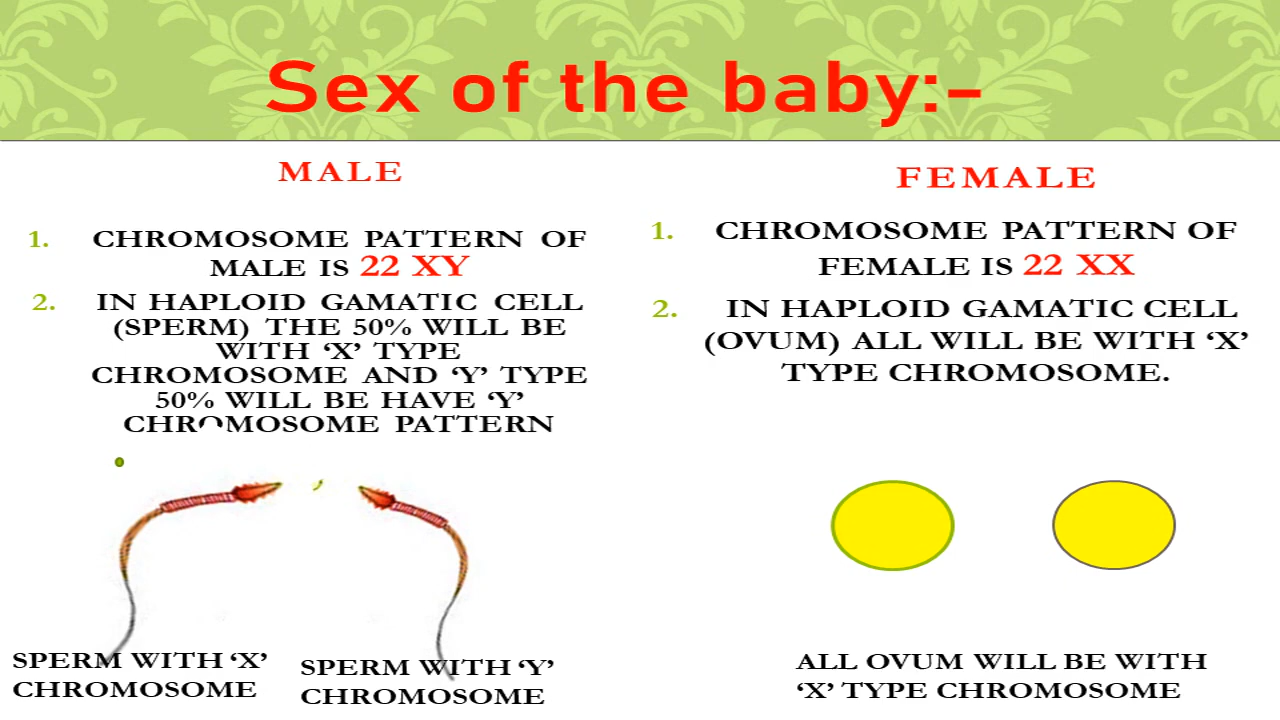 Sex of the baby:-
MALE
1. CHROMOSOME PATTERN OF
MALE IS 22 XY
2. IN HAPLOID GAMATIC CELL
(SPERM) THE 50% WILL BE
WITH ‘X’ TYPE
CHROMOSOME AND ‘Y’ TYPE
50% WILL BE HAVE ‘Y’
CHROMOSOME PATTERN
SPERM WITH ‘X’
CHROMOSOME
SPERM WITH ‘Y’
CHROMOSOME
FEMALE
1. CHROMOSOME PATTERN OF
FEMALE IS 22 XX
2. IN HAPLOID GAMATIC CELL
(OVUM) ALL WILL BE WITH ‘X’
TYPE CHROMOSOME.
ALL OVUM WILL BE WITH
‘X’ TYPE CHROMOSOME